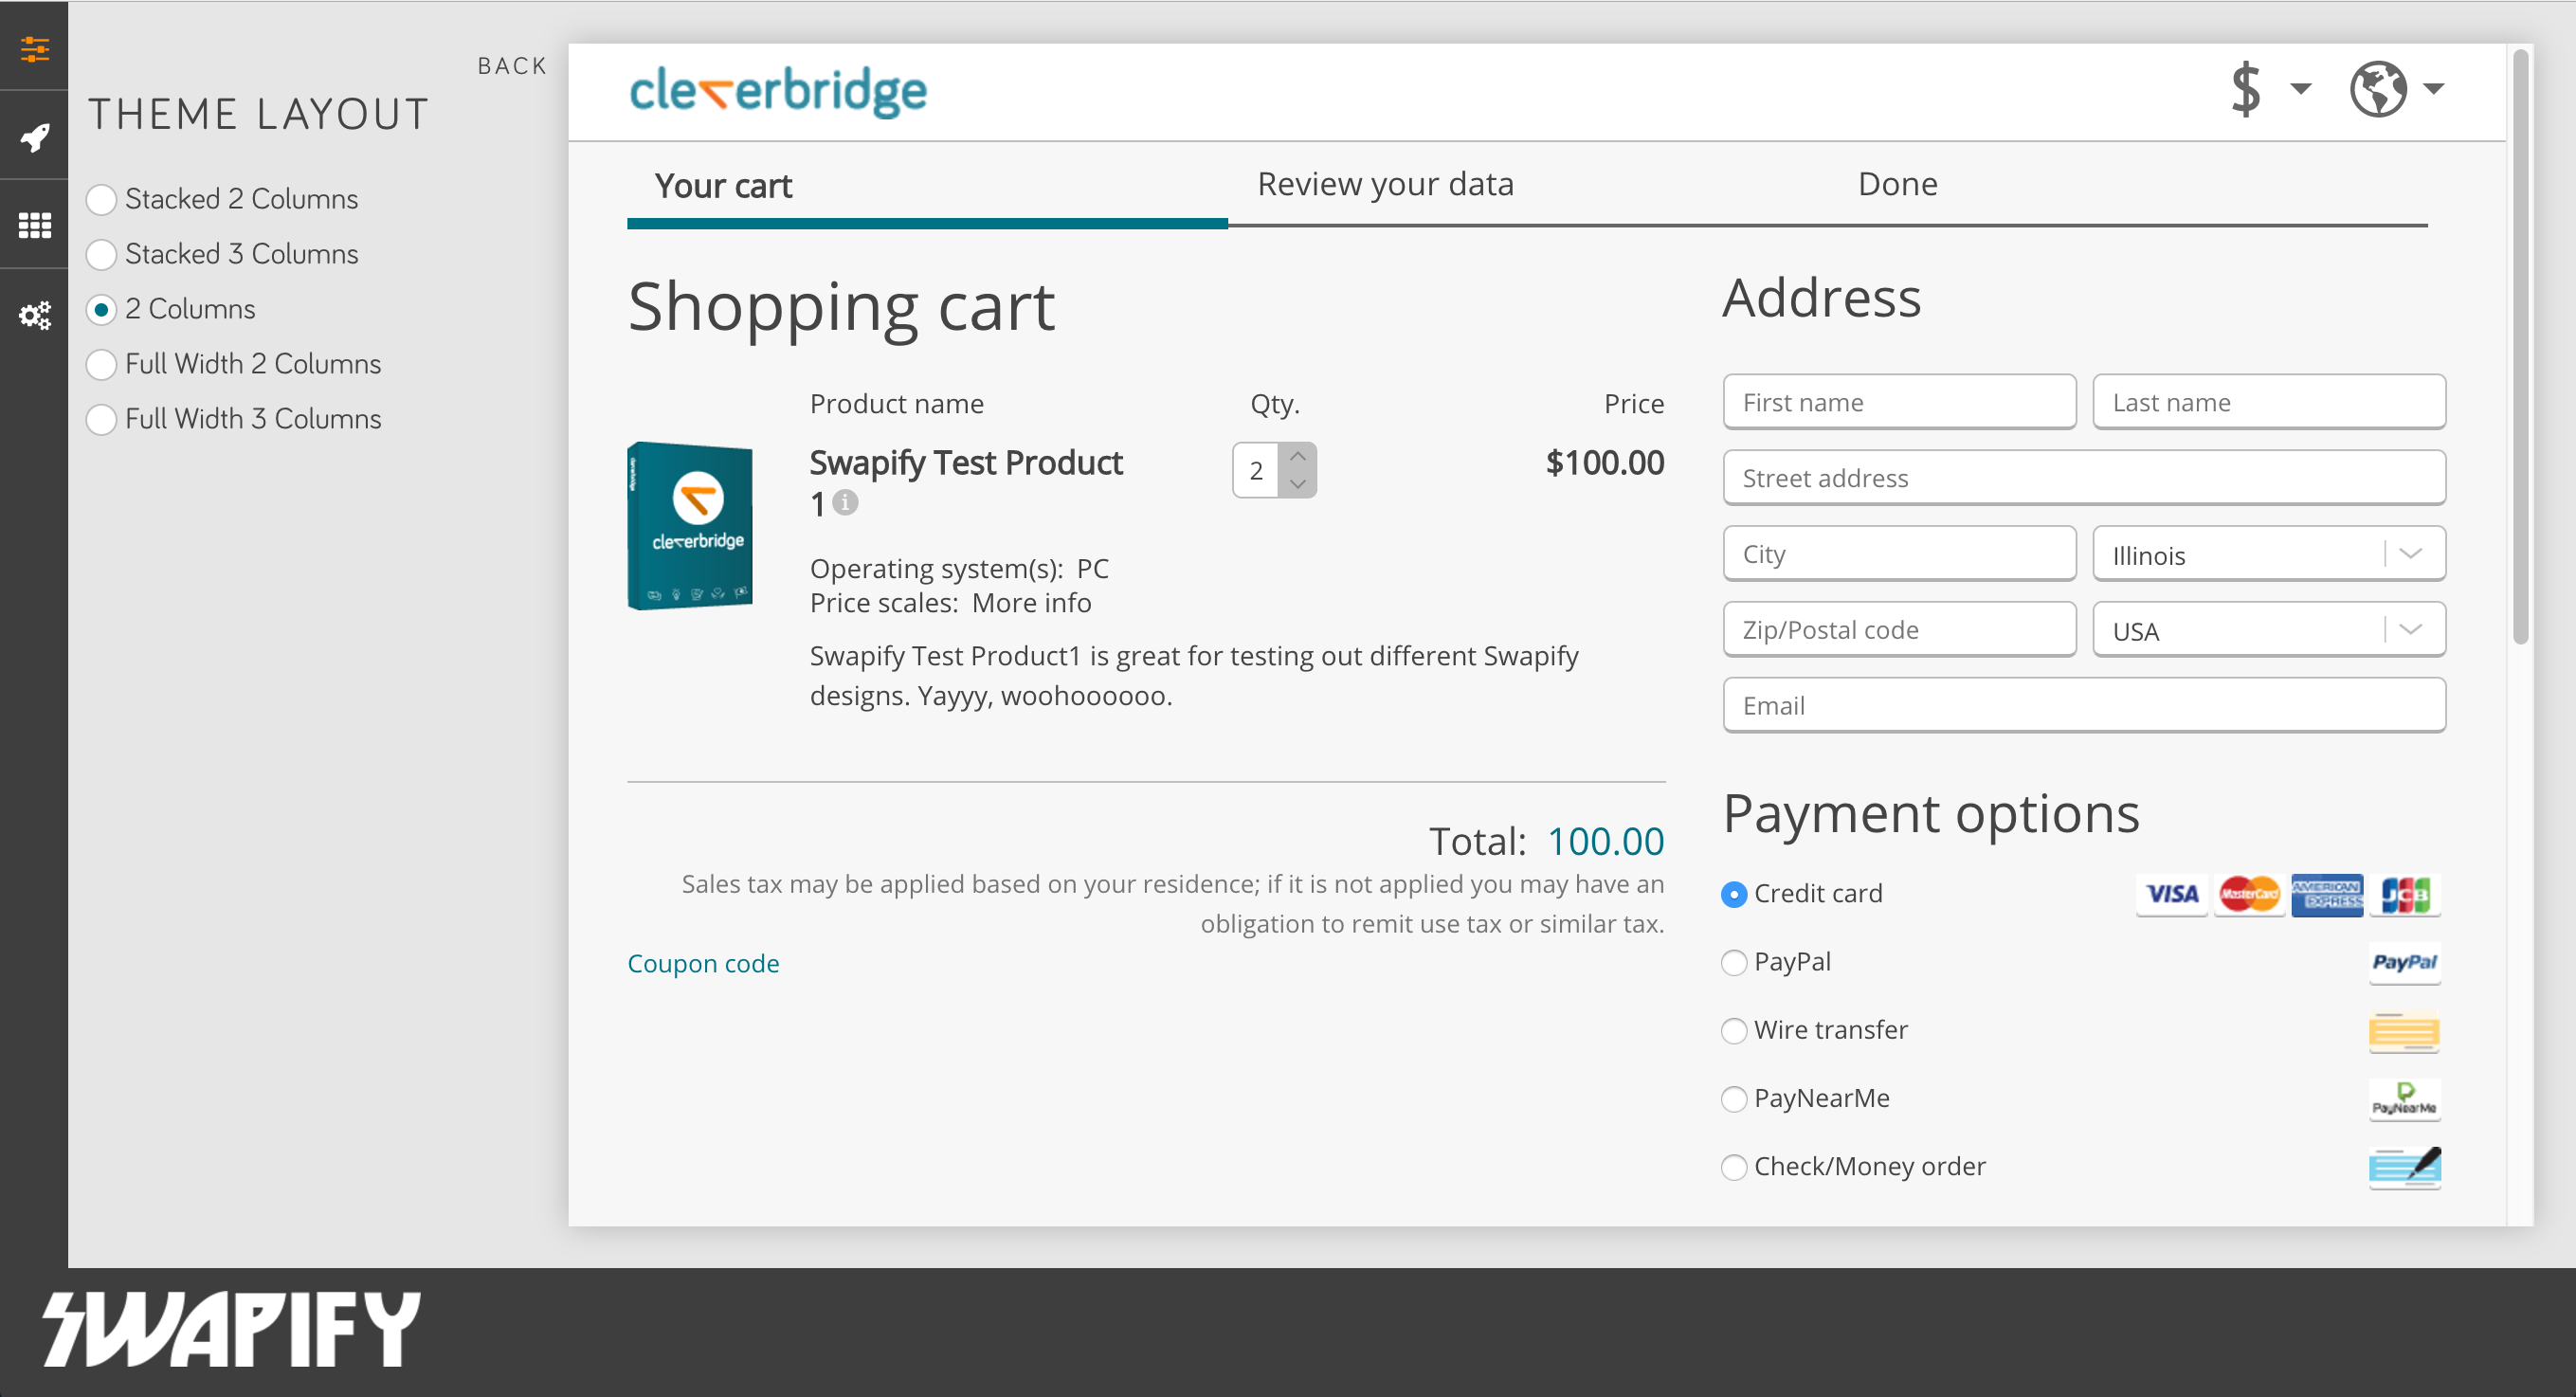 BACK
THEME LAYOUT
Stacked 2 Columns
Stacked 3 Columns
2 Columns
Full Width 2 Columns
Full Width 3 Columns
cleverbridge
$
Your cart
Review your data
Done
Shopping cart
Product name
Qty.
Price
cleverbridge
Swapify Test Product
1 i
2
$100.00
Operating system(s): PC
Price scales: More info
Swapify Test Product1 is great for testing out different Swapify
designs. Yayyy, woohoooooo.
Total: 100.00
Sales tax may be applied based on your residence; if it is not applied you may have an
obligation to remit use tax or similar tax.
Coupon code
Address
First name
Last name
Street address
City
Illinois
Zip/Postal code
USA
Email
Payment options
Credit card
VISA
MasterCard
AMERICAN
EXPRESS
JCB
PayPal
PayPal
Wire transfer
PayNearMe
PayNearMe
Check/Money order
SWAPIFY